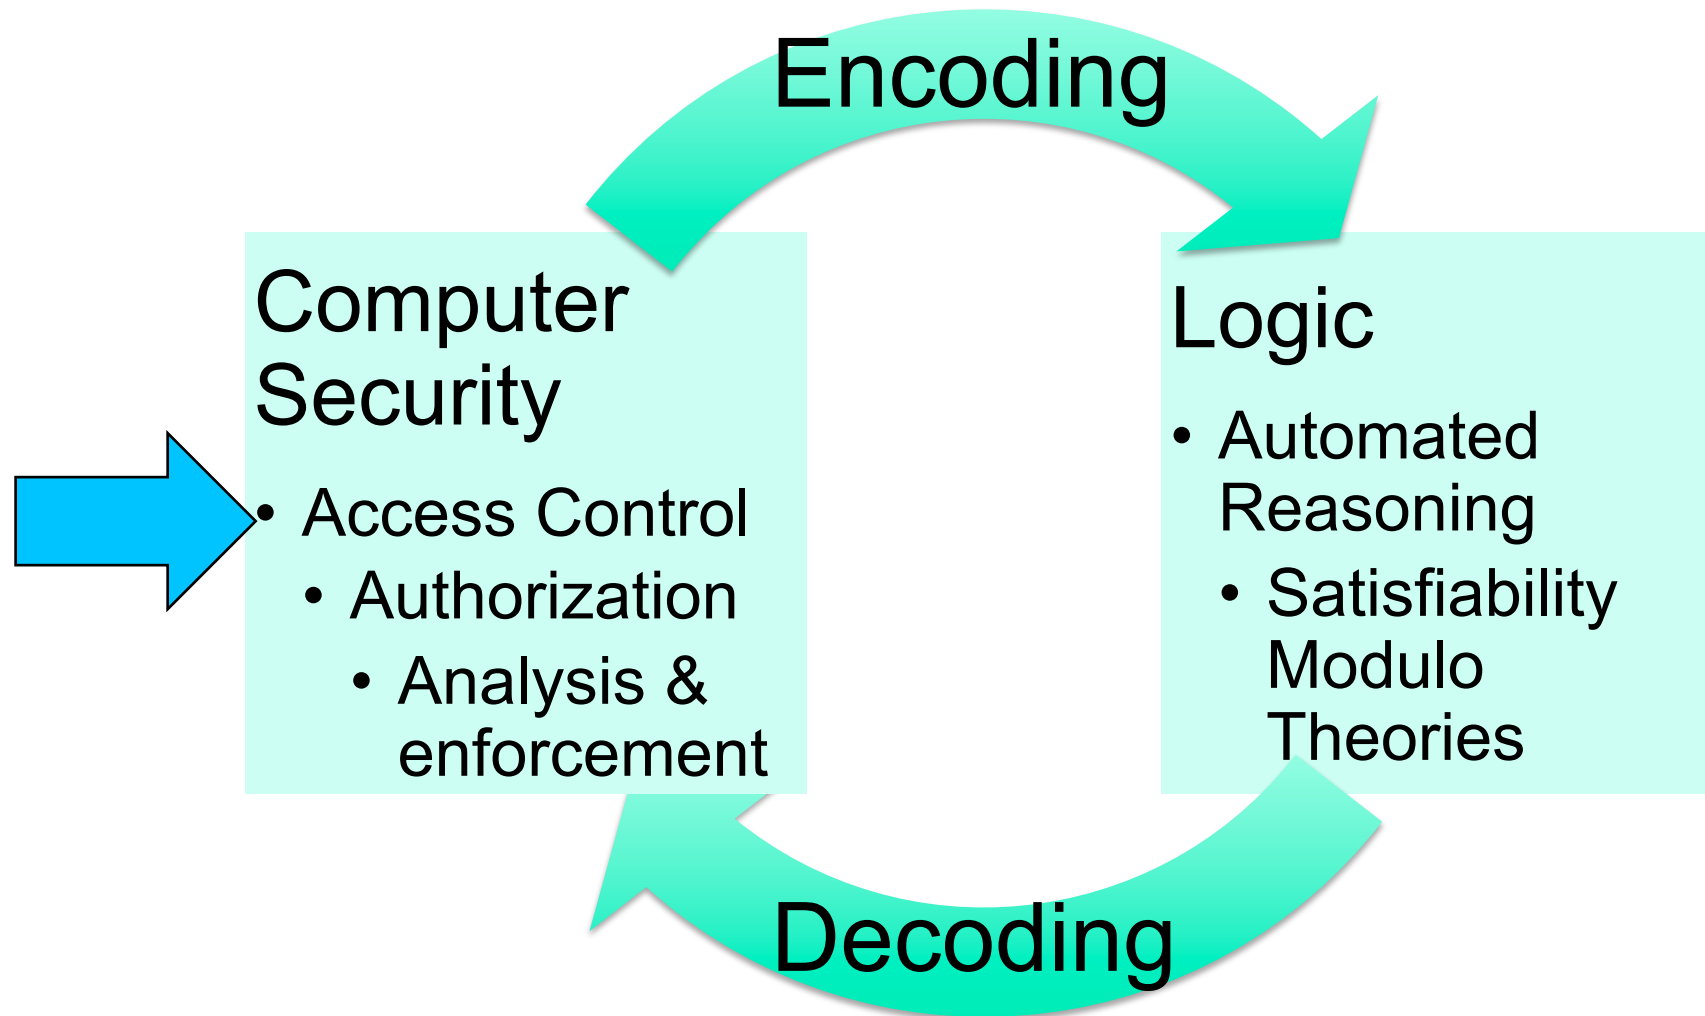 Encoding
Computer
Security
• Access Control
• Authorization
• Analysis &
enforcement
Logic
• Automated
Reasoning
• Satisfiability
Modulo
Theories
Decoding